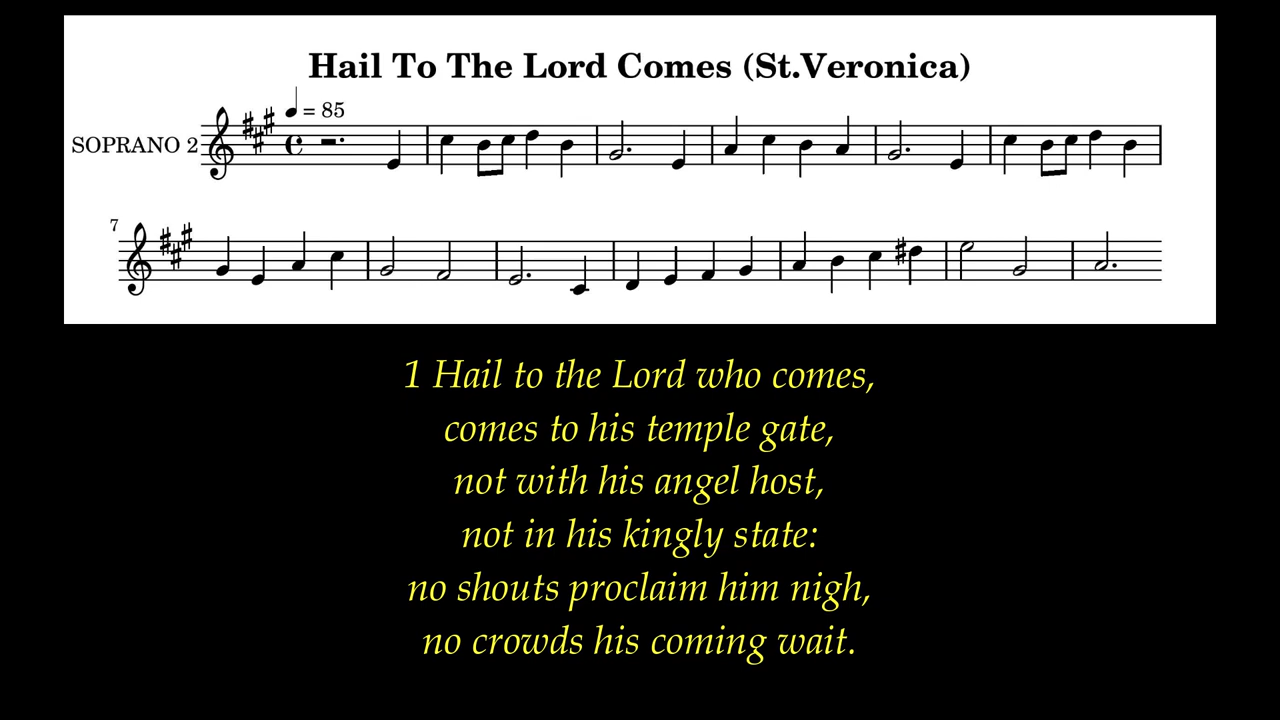 Hail To The Lord Comes (St.Veronica)
= 85
SOPRANO 2
7
1 Hail to the Lord who comes,
comes to his temple gate,
not with his angel host,
not in his kingly state:
no shouts proclaim him nigh,
no crowds his coming wait.